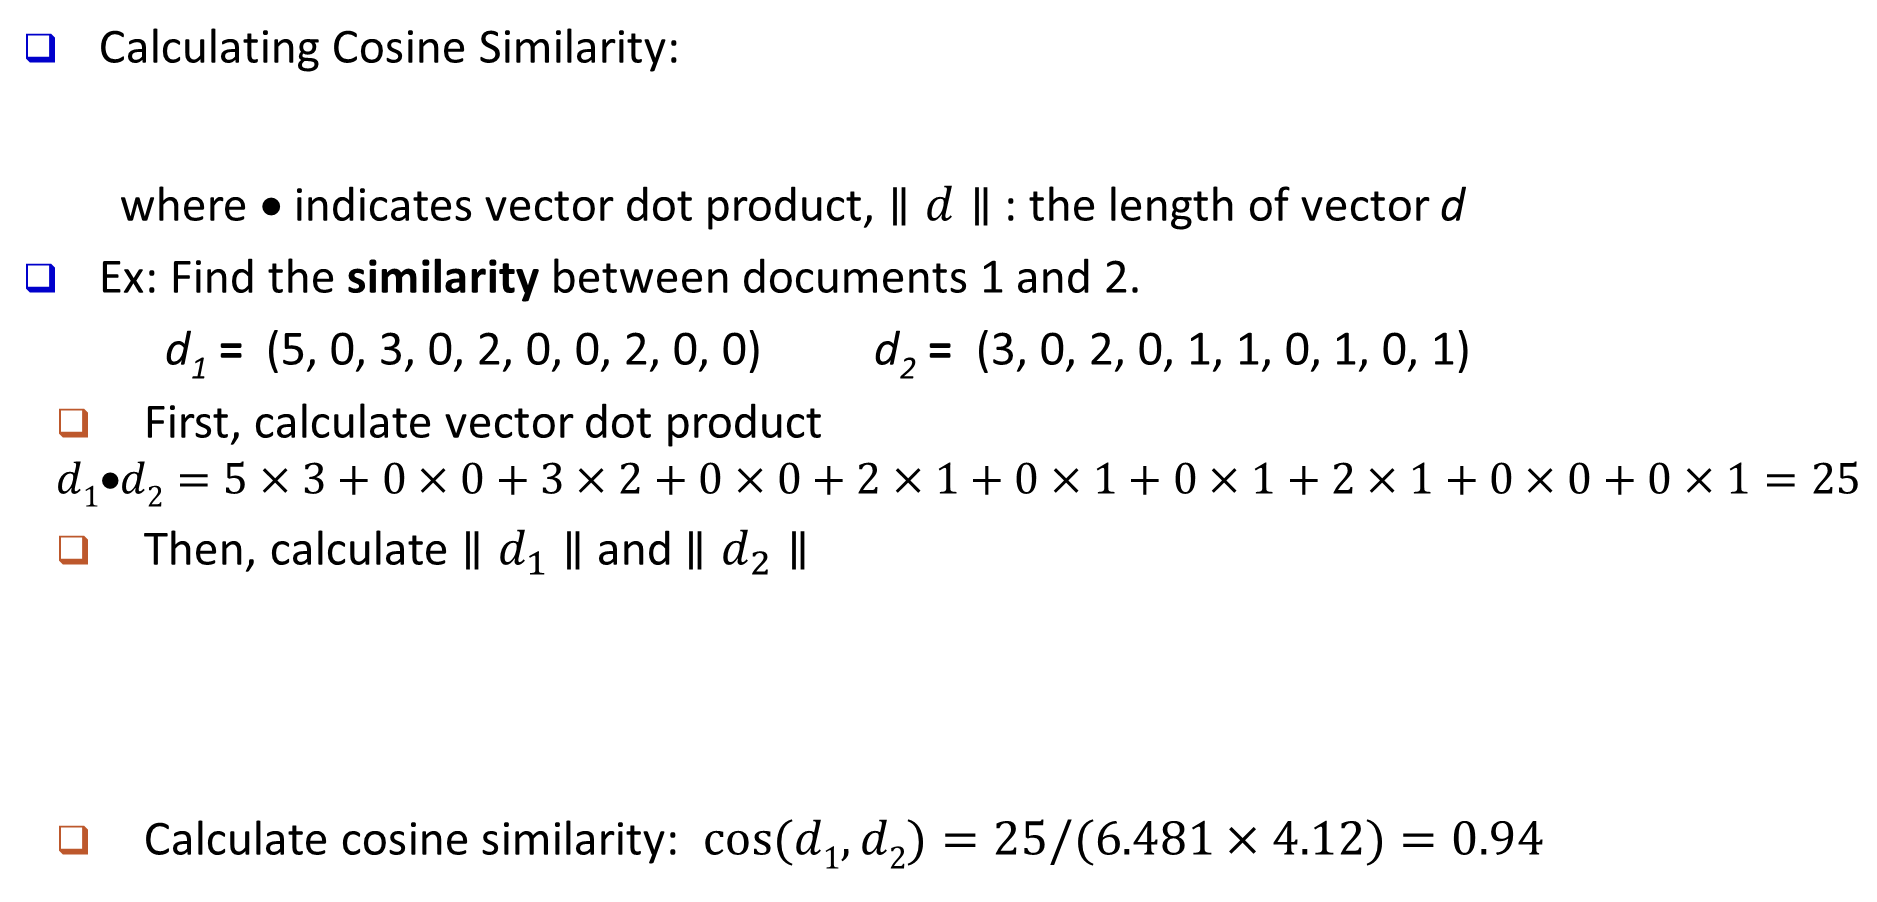 ❑ Calculating Cosine Similarity:
where • indicates vector dot product, ‖ d ‖ : the length of vector d
❑ Ex: Find the similarity between documents 1 and 2.
d₁ = (5, 0, 3, 0, 2, 0, 0, 2, 0, 0) d₂ = (3, 0, 2, 0, 1, 1, 0, 1, 0, 1)
❑ First, calculate vector dot product
d₁•d₂ = 5 × 3 + 0 × 0 + 3 × 2 + 0 × 0 + 2 × 1 + 0 × 1 + 0 × 1 + 2 × 1 + 0 × 0 + 0 × 1 = 25
❑ Then, calculate ‖ d₁ ‖ and ‖ d₂ ‖
❑ Calculate cosine similarity: cos(d₁, d₂) = 25/(6.481 × 4.12) = 0.94